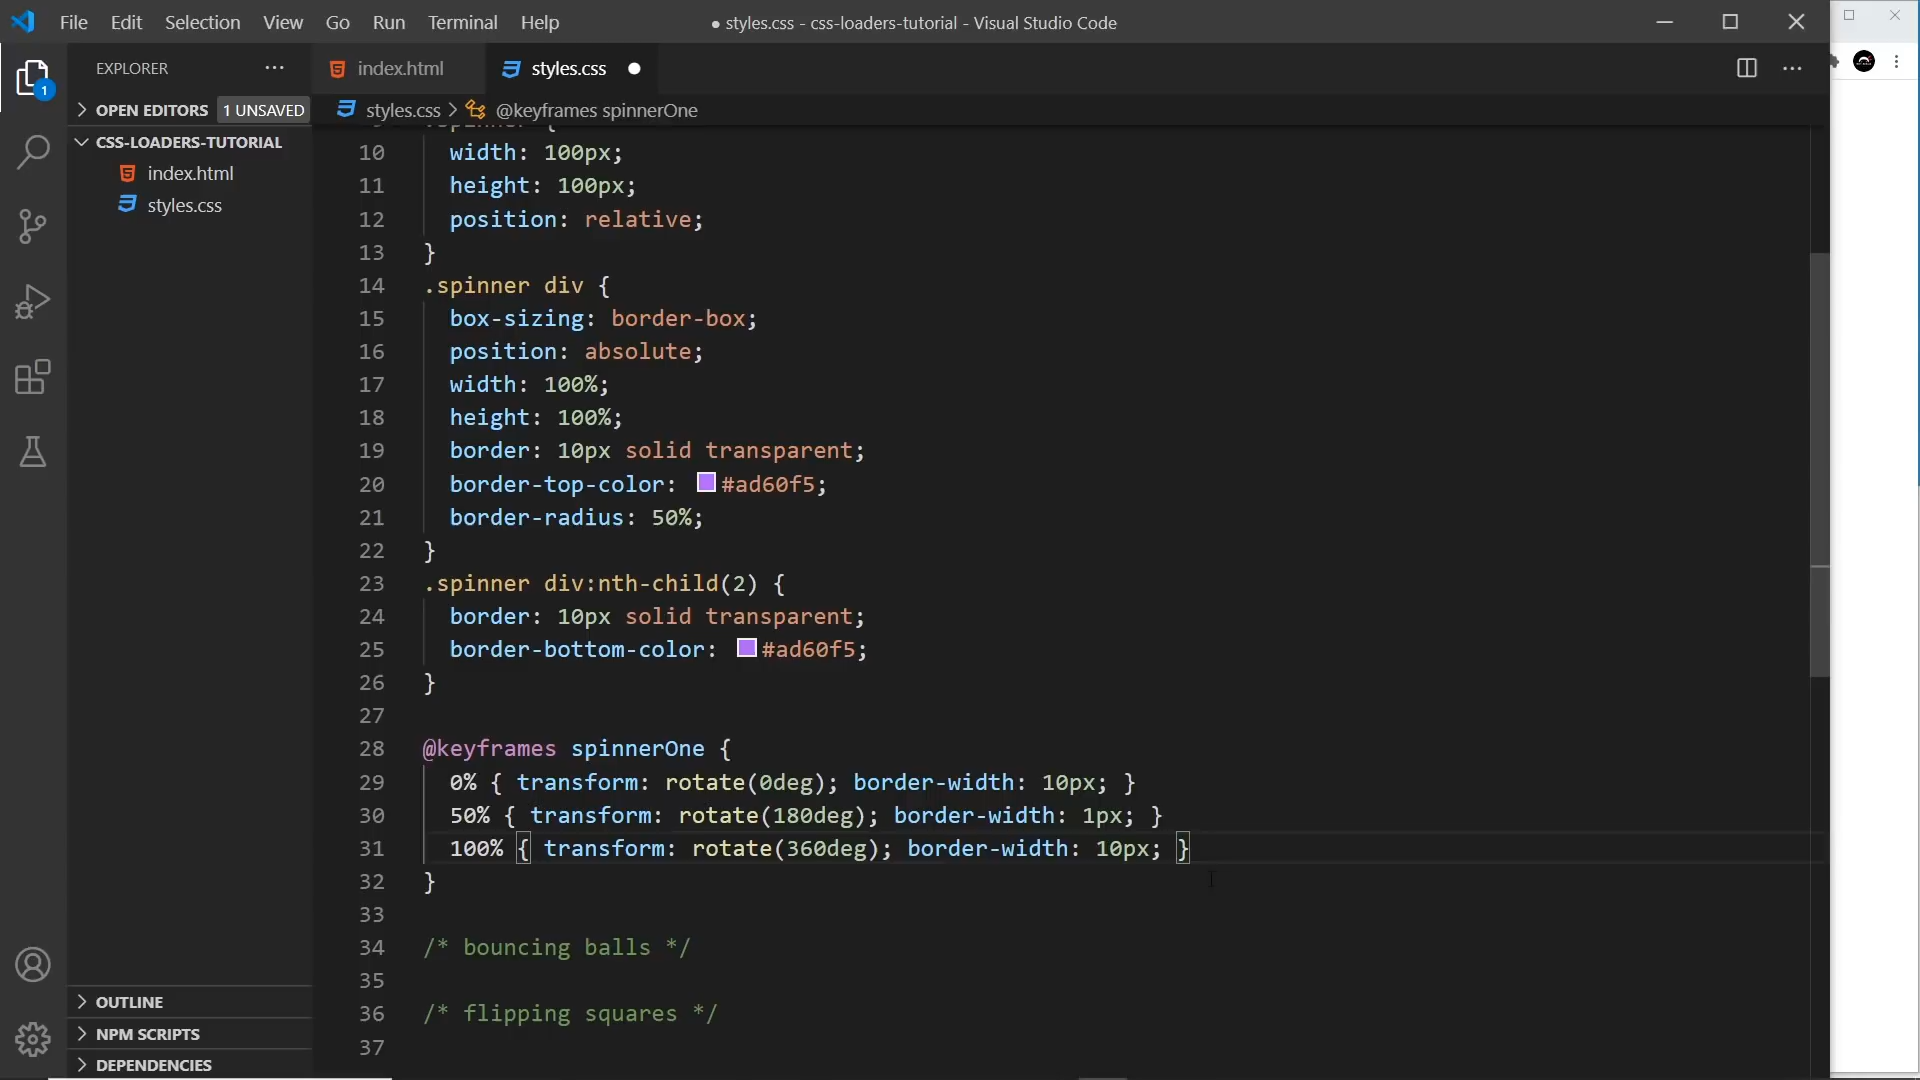 File Edit Selection View Go Run Terminal Help
● styles.css - css-loaders-tutorial - Visual Studio Code
EXPLORER
index.html
styles.css
OPEN EDITORS 1 UNSAVED
styles.css > @keyframes spinnerOne
1
CSS-LOADERS-TUTORIAL
index.html
styles.css
.spinner {
10 width: 100px;
11 height: 100px;
12 position: relative;
13 }
14 .spinner div {
15 box-sizing: border-box;
16 position: absolute;
17 width: 100%;
18 height: 100%;
19 border: 10px solid transparent;
20 border-top-color: #ad60f5;
21 border-radius: 50%;
22 }
23 .spinner div:nth-child(2) {
24 border: 10px solid transparent;
25 border-bottom-color: #ad60f5;
26 }
27
28 @keyframes spinnerOne {
29 0% { transform: rotate(0deg); border-width: 10px; }
30 50% { transform: rotate(180deg); border-width: 1px; }
31 100% { transform: rotate(360deg); border-width: 10px; }
32 }
33
34 /* bouncing balls */
35
36 /* flipping squares */
37
OUTLINE
NPM SCRIPTS
DEPENDENCIES